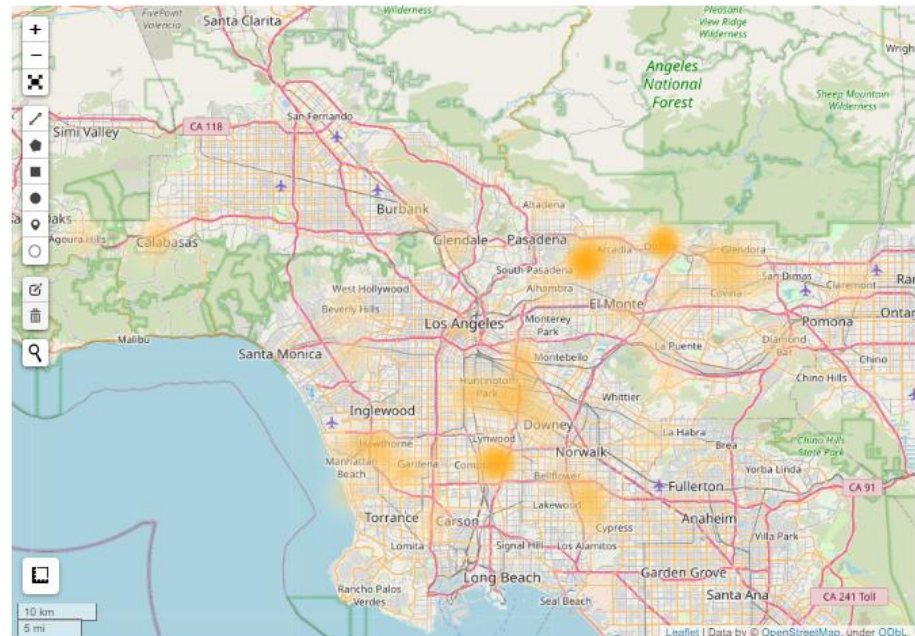 FivePoint
Valencia
Santa Clarita
Wilderness
Pleasant
View Ridge
Wilderness
Wrigh
Angeles
National
Forest
Sheep Mountain
Wilderness
San Fernando
Simi Valley
CA 118
Burbank
Altadena
Oaks
Agoura Hills
Calabasas
Glendale
Pasadena
Arcadia
Glendora
South Pasadena
San Dimas
Claremont
Ran
West Hollywood
Alhambra
Covina
Beverly Hills
El Monte
Ontar
Los Angeles
Monterey
Park
Pomona
Malibu
Santa Monica
Montebello
La Puente
Diamond
Bar
Chino
Huntington
Park
Whittier
Chino Hills
Inglewood
Downey
La Habra
Brea
Chino Hills
State Park
Hawthorne
Lynwood
Norwalk
Manhattan
Beach
Gardena
Yorba Linda
Bellflower
Fullerton
CA 91
Lakewood
Torrance
Carson
Cypress
Anaheim
Villa Park
Lomita
Signal Hill
Los Alamitos
Rancho Palos
Verdes
Long Beach
Seal Beach
Garden Grove
Santa Ana
CA 241 Toll
10 km
5 mi
Leaflet | Data by © OpenStreetMap, under ODbL.